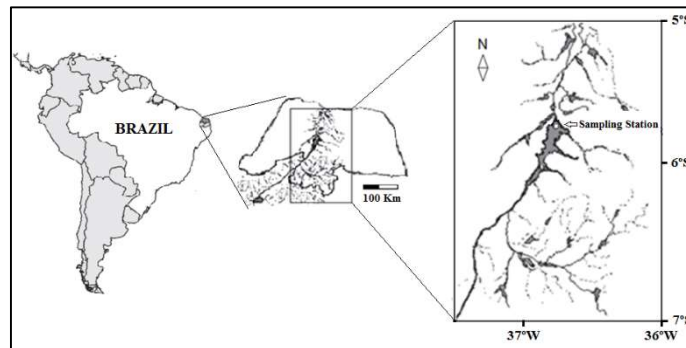 5°S
N
Sampling Station
BRAZIL
6°S
100 Km
7°S
37°W 36°W